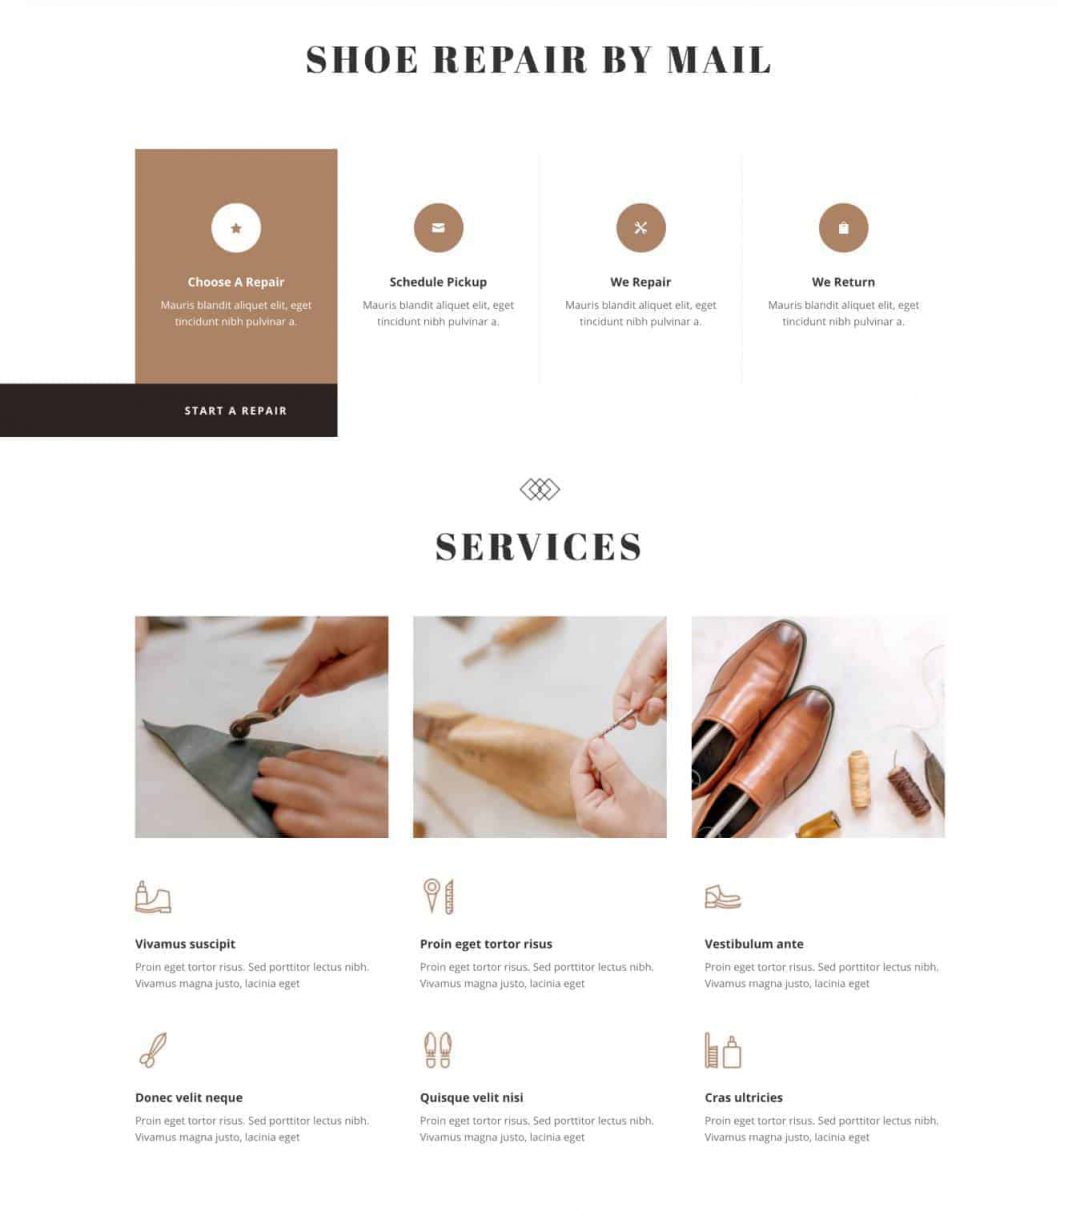 SHOE REPAIR BY MAIL
Choose A Repair
Mauris blandit aliquet elit, eget
tincidunt nibh pulvinar a.
Schedule Pickup
Mauris blandit aliquet elit, eget
tincidunt nibh pulvinar a.
We Repair
Mauris blandit aliquet elit, eget
tincidunt nibh pulvinar a.
We Return
Mauris blandit aliquet elit, eget
tincidunt nibh pulvinar a.
START A REPAIR
SERVICES
Vivamus suscipit
Proin eget tortor risus. Sed porttitor lectus nibh.
Vivamus magna justo, lacinia eget
Proin eget tortor risus
Proin eget tortor risus. Sed porttitor lectus nibh.
Vivamus magna justo, lacinia eget
Vestibulum ante
Proin eget tortor risus. Sed porttitor lectus nibh.
Vivamus magna justo, lacinia eget
Donec velit neque
Proin eget tortor risus. Sed porttitor lectus nibh.
Vivamus magna justo, lacinia eget
Quisque velit nisi
Proin eget tortor risus. Sed porttitor lectus nibh.
Vivamus magna justo, lacinia eget
Cras ultricies
Proin eget tortor risus. Sed porttitor lectus nibh.
Vivamus magna justo, lacinia eget